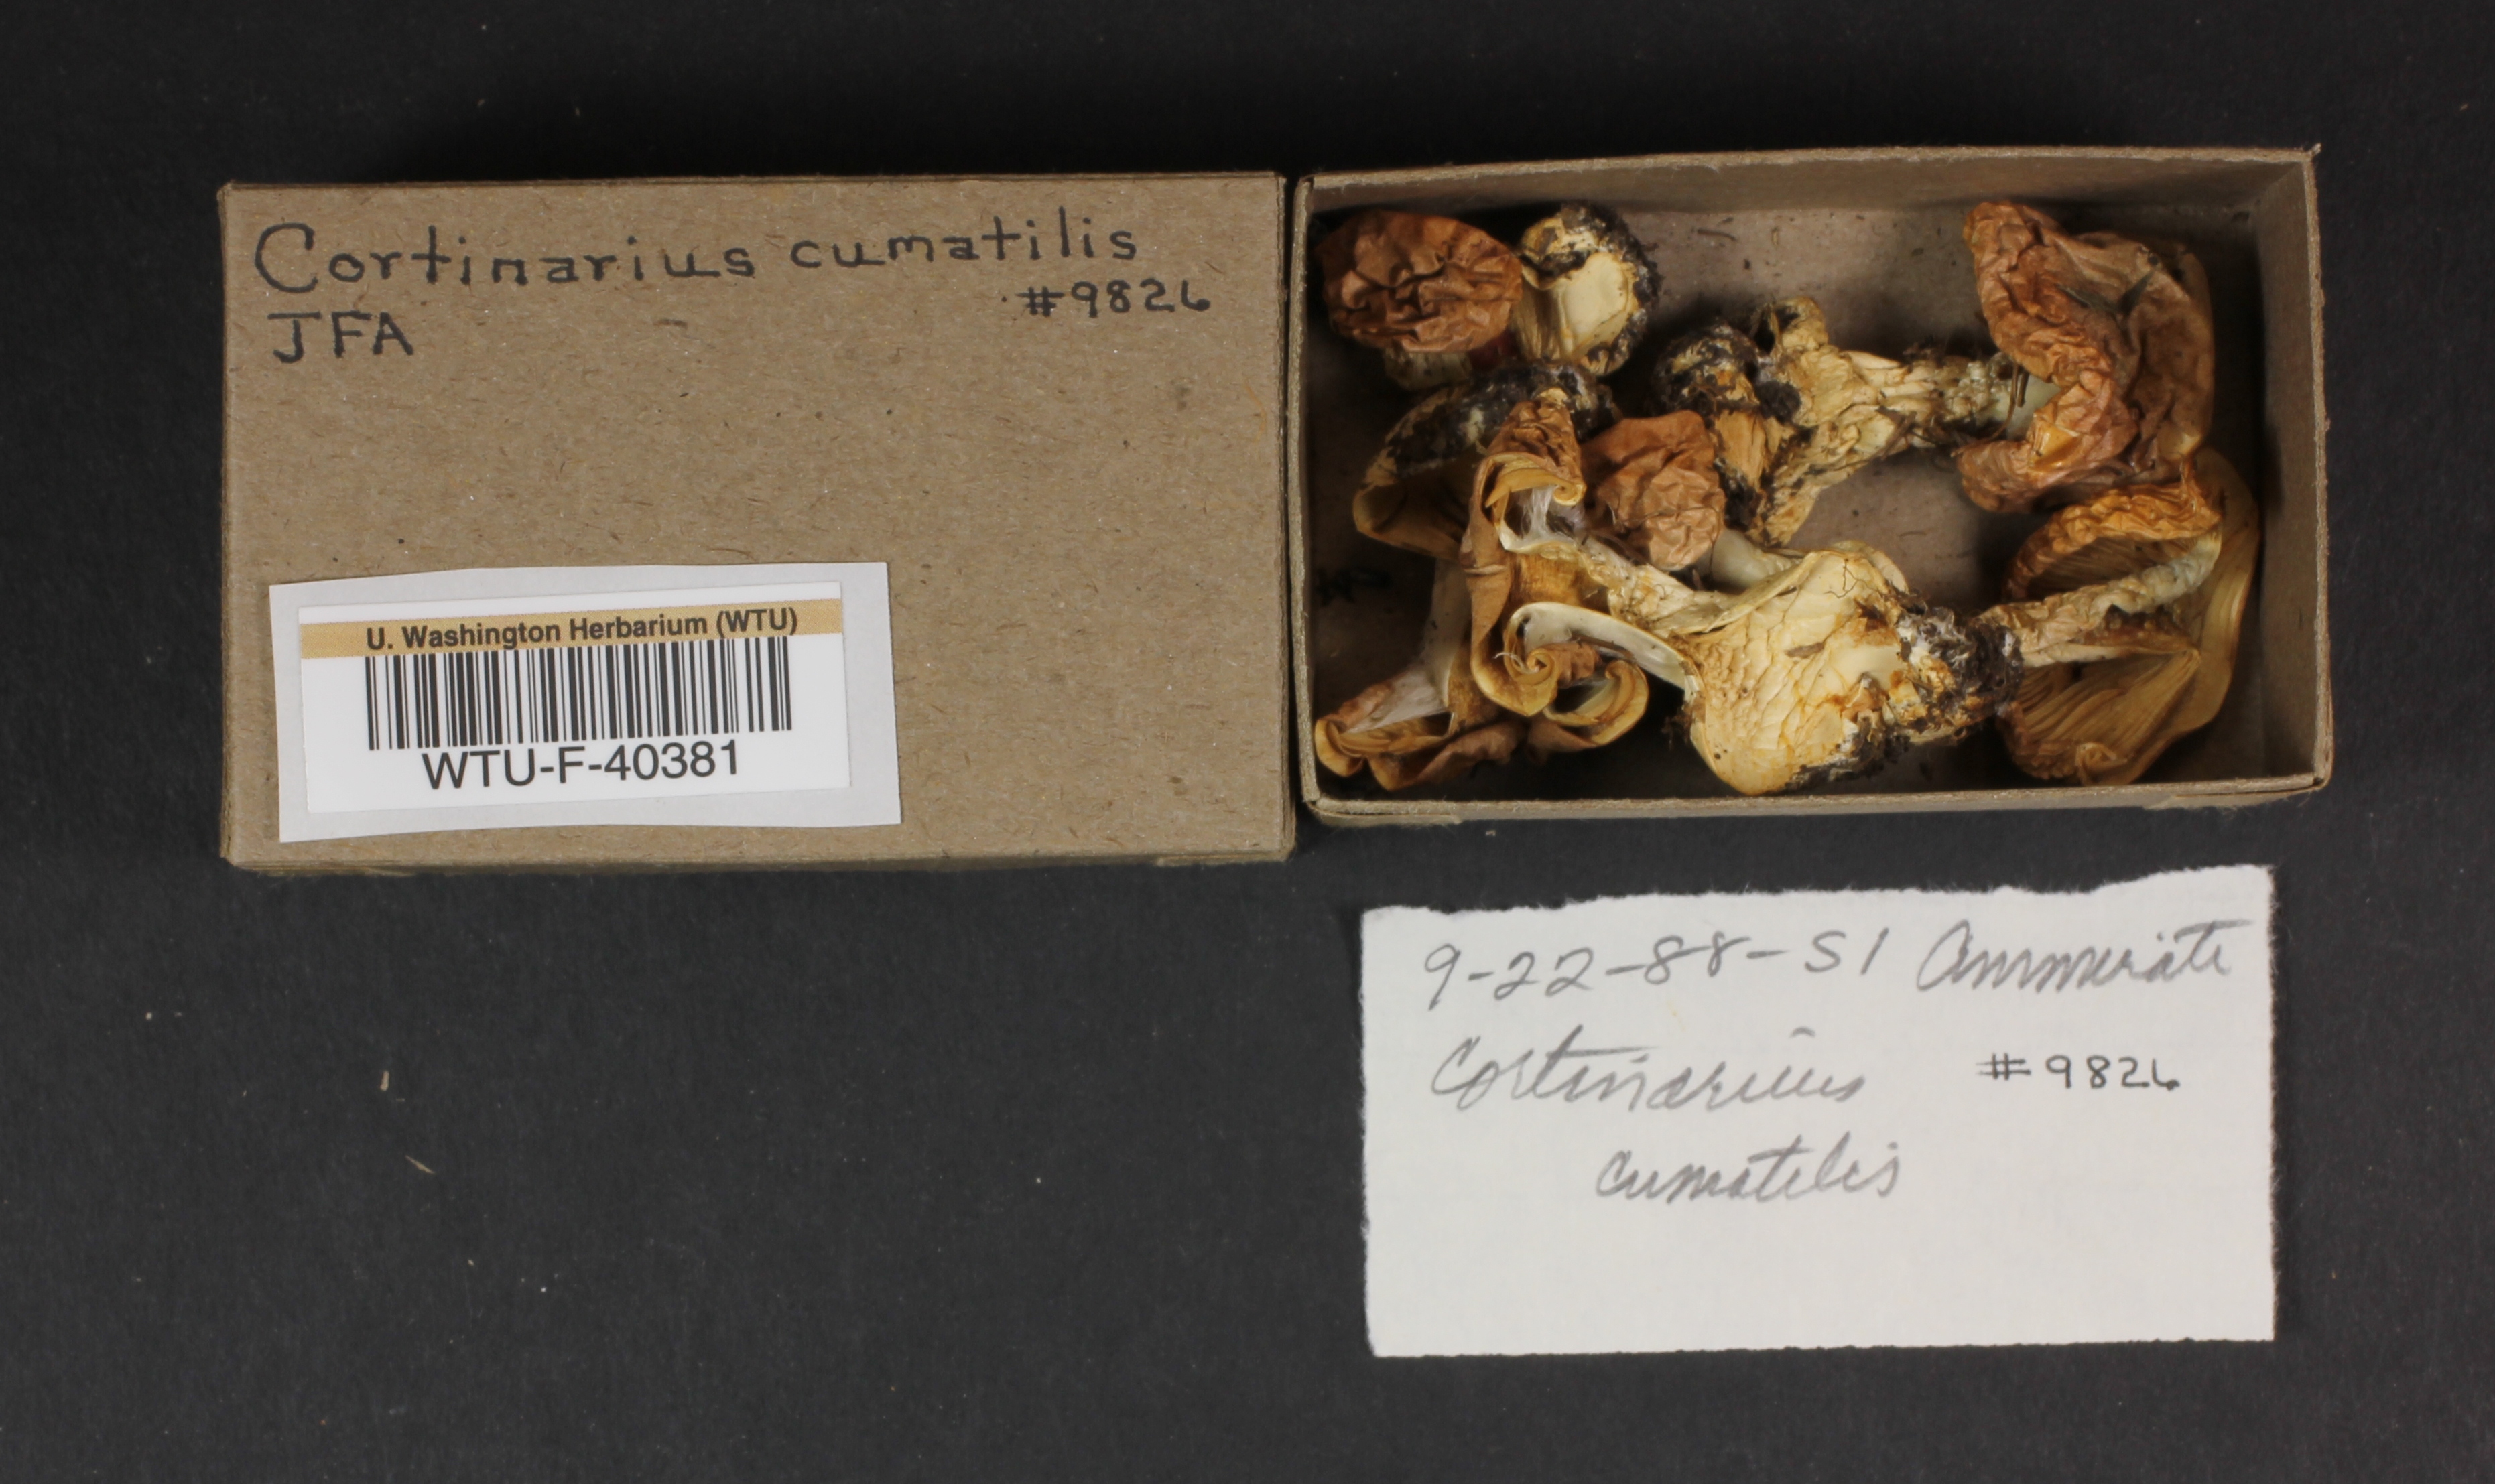 Cortinarius cumatilis
#9826
JFA
U. Washington Herbarium (WTU)
WTU-F-40381
9-22-88-S1 Ammirati
Cortinarius #9826
cumatilis